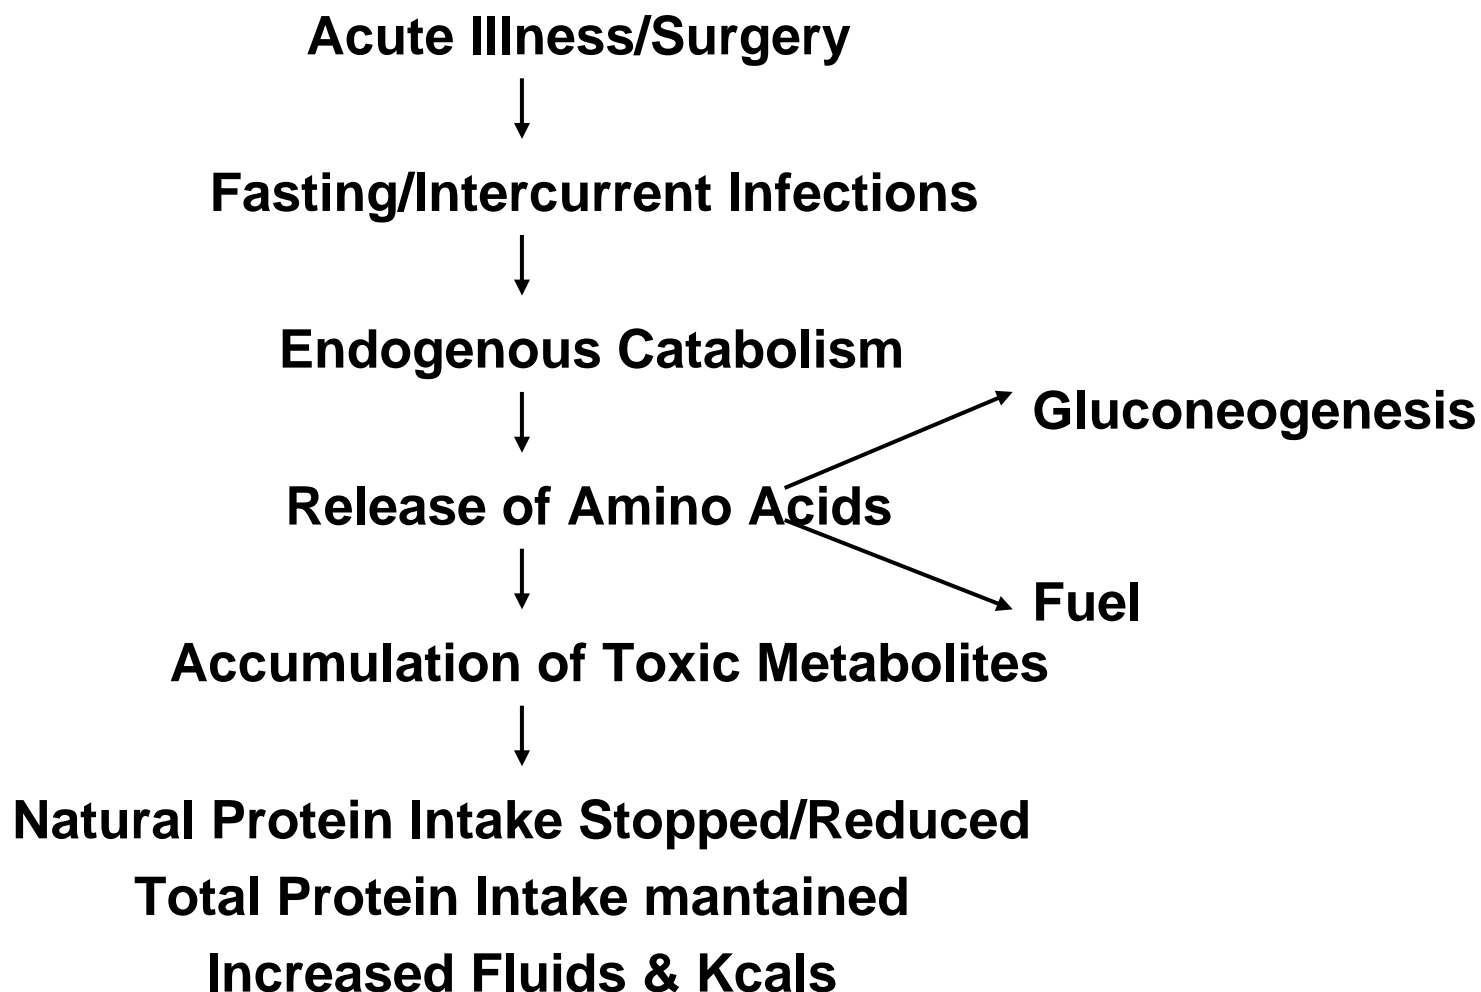 Acute Illness/Surgery
Fasting/Intercurrent Infections
Endogenous Catabolism
Gluconeogenesis
Release of Amino Acids
Fuel
Accumulation of Toxic Metabolites
Natural Protein Intake Stopped/Reduced
Total Protein Intake mantained
Increased Fluids & Kcals